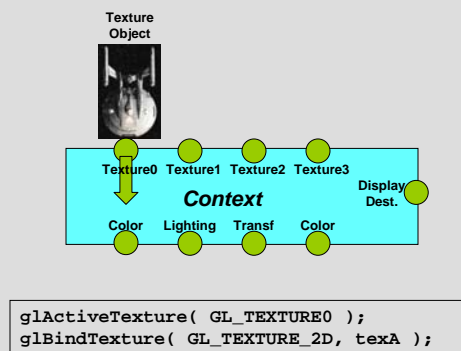 Texture
Object
Texture0 Texture1 Texture2 Texture3
Context
Display
Dest.
Color Lighting Transf Color
glActiveTexture( GL_TEXTURE0 );
glBindTexture( GL_TEXTURE_2D, texA );